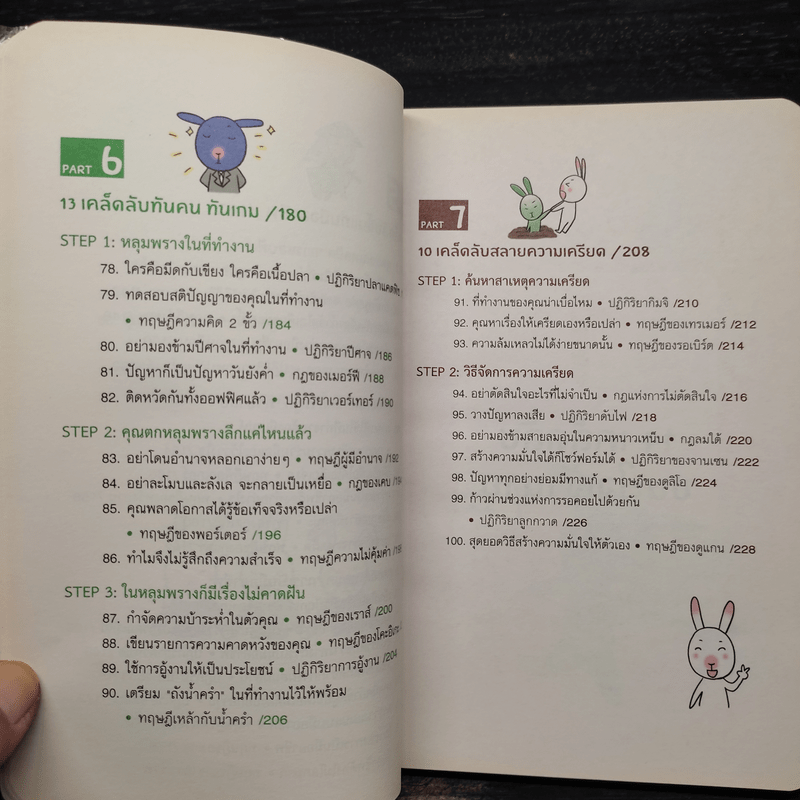 PART 6
13 เคล็ดลับทันคน ทันเกม /180
STEP 1: หลุมพรางในที่ทำงาน
78. ใครคือมีดกับเขียง ใครคือเนื้อปลา • ปฏิกิริยาปลาแคตฟิช
79. ทดสอบสติปัญญาของคุณในที่ทำงาน
• ทฤษฎีความคิด 2 ขั้ว /184
80. อย่ามองข้ามปีศาจในที่ทำงาน • ปฏิกิริยาปีศาจ /186
81. ปัญหาก็เป็นปัญหาวันยังค่ำ • กฎของเมอร์ฟี /188
82. ติดหวัดกันทั้งออฟฟิศแล้ว • ปฏิกิริยาเวอร์เทอร์ /190
STEP 2: คุณตกหลุมพรางลึกแค่ไหนแล้ว
83. อย่าโดนอำนาจหลอกเอาง่ายๆ • ทฤษฎีผู้มีอำนาจ /192
84. อย่าละโมบและลังเล จะกลายเป็นเหยื่อ • กฎของเคบ /194
85. คุณพลาดโอกาสได้รู้ข้อเท็จจริงหรือเปล่า
• ทฤษฎีของพอร์เตอร์ /196
86. ทำไมจึงไม่รู้สึกถึงความสำเร็จ • ทฤษฎีความไม่คุ้มค่า /198
STEP 3: ในหลุมพรางก็มีเรื่องไม่คาดฝัน
87. กำจัดความบ้าระห่ำในตัวคุณ • ทฤษฎีของเราส์ /200
88. เขียนรายการความคาดหวังของคุณ • ทฤษฎีของ
89. ใช้การอู้งานให้เป็นประโยชน์ • ปฏิกิริยาการอู้งาน /204
90. เตรียม "ถังน้ำครำ" ในที่ทำงานไว้ให้พร้อม
• ทฤษฎีเหล้ากับน้ำครำ /206
PART 7
10 เคล็ดลับสลายความเครียด /208
STEP 1: ค้นหาสาเหตุความเครียด
91. ที่ทำงานของคุณน่าเบื่อไหม • ปฏิกิริยากิมจิ /210
92. คุณหาเรื่องให้เครียดเองหรือเปล่า • ทฤษฎีของเทรเมอร์ /212
93. ความล้มเหลวไม่ได้ง่ายขนาดนั้น • ทฤษฎีของรอเบิร์ต /214
STEP 2: วิธีจัดการความเครียด
94. อย่าตัดสินใจอะไรที่ไม่จำเป็น • กฎแห่งการไม่ตัดสินใจ /216
95. วางปัญหาลงเสีย • ปฏิกิริยาดับไฟ /218
96. อย่ามองข้ามสายลมอุ่นในความหนาวเหน็บ • กฎลมใต้ /220
97. สร้างความมั่นใจได้ก็โชว์ฟอร์มได้ • ปฏิกิริยาของจานเซน /222
98. ปัญหาทุกอย่างย่อมมีทางแก้ • ทฤษฎีของดูลิโอ /224
99. ก้าวผ่านช่วงแห่งการรอคอยไปด้วยกัน
• ปฏิกิริยาลูกกวาด /226
100. สุดยอดวิธีสร้างความมั่นใจให้ตัวเอง • ทฤษฎีของดูแกน /228